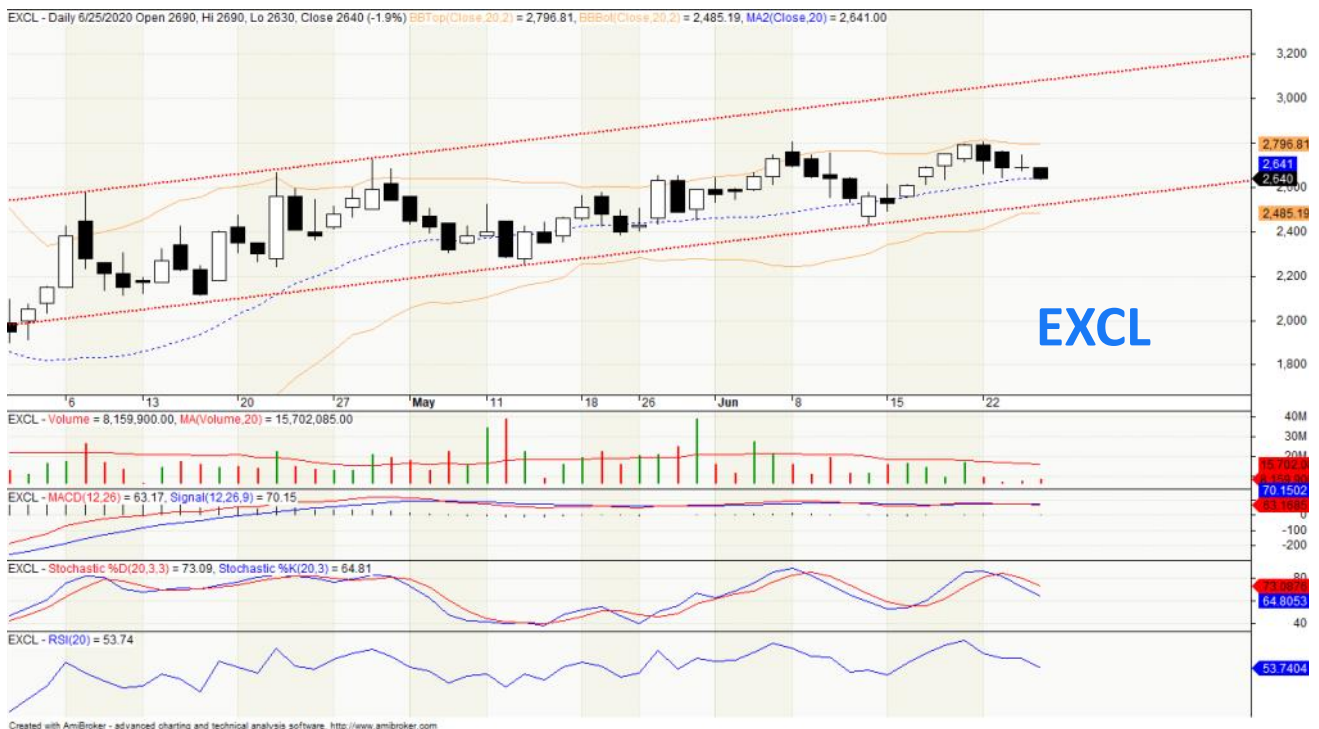 EXCL - Daily 6/25/2020 Open 2690, Hi 2690, Lo 2630, Close 2640 (-1.9%) BBTop(Close,20,2) = 2,796.81, BBBot(Close,20,2) = 2,485.19, MA2(Close,20) = 2,641.00
3,200
3,000
2,796.81
2,641
2,640
2,600
2,485.19
2,400
2,200
2,000
1,800
EXCL
6 13 20 27 May 11 18 26 Jun 8 15 22
EXCL - Volume = 8,159,900.00, MA(Volume,20) = 15,702,085.00
40M
30M
20M
EXCL - MACD(12,26) = 63.17, Signal(12,26,9) = 70.15
70.1502
63.1685
0
-100
-200
EXCL - Stochastic %D(20,3,3) = 73.09, Stochastic %K(20,3) = 64.81
80
73.0876
64.8053
40
EXCL - RSI(20) = 53.74
53.7404
Created with AmiBroker - advanced charting and technical analysis software. http://www.amibroker.com